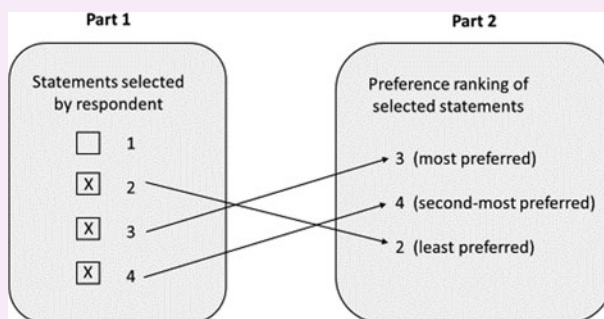 Part 1
Statements selected
by respondent
1
X 2
X 3
X 4
Part 2
Preference ranking of
selected statements
3 (most preferred)
4 (second-most preferred)
2 (least preferred)